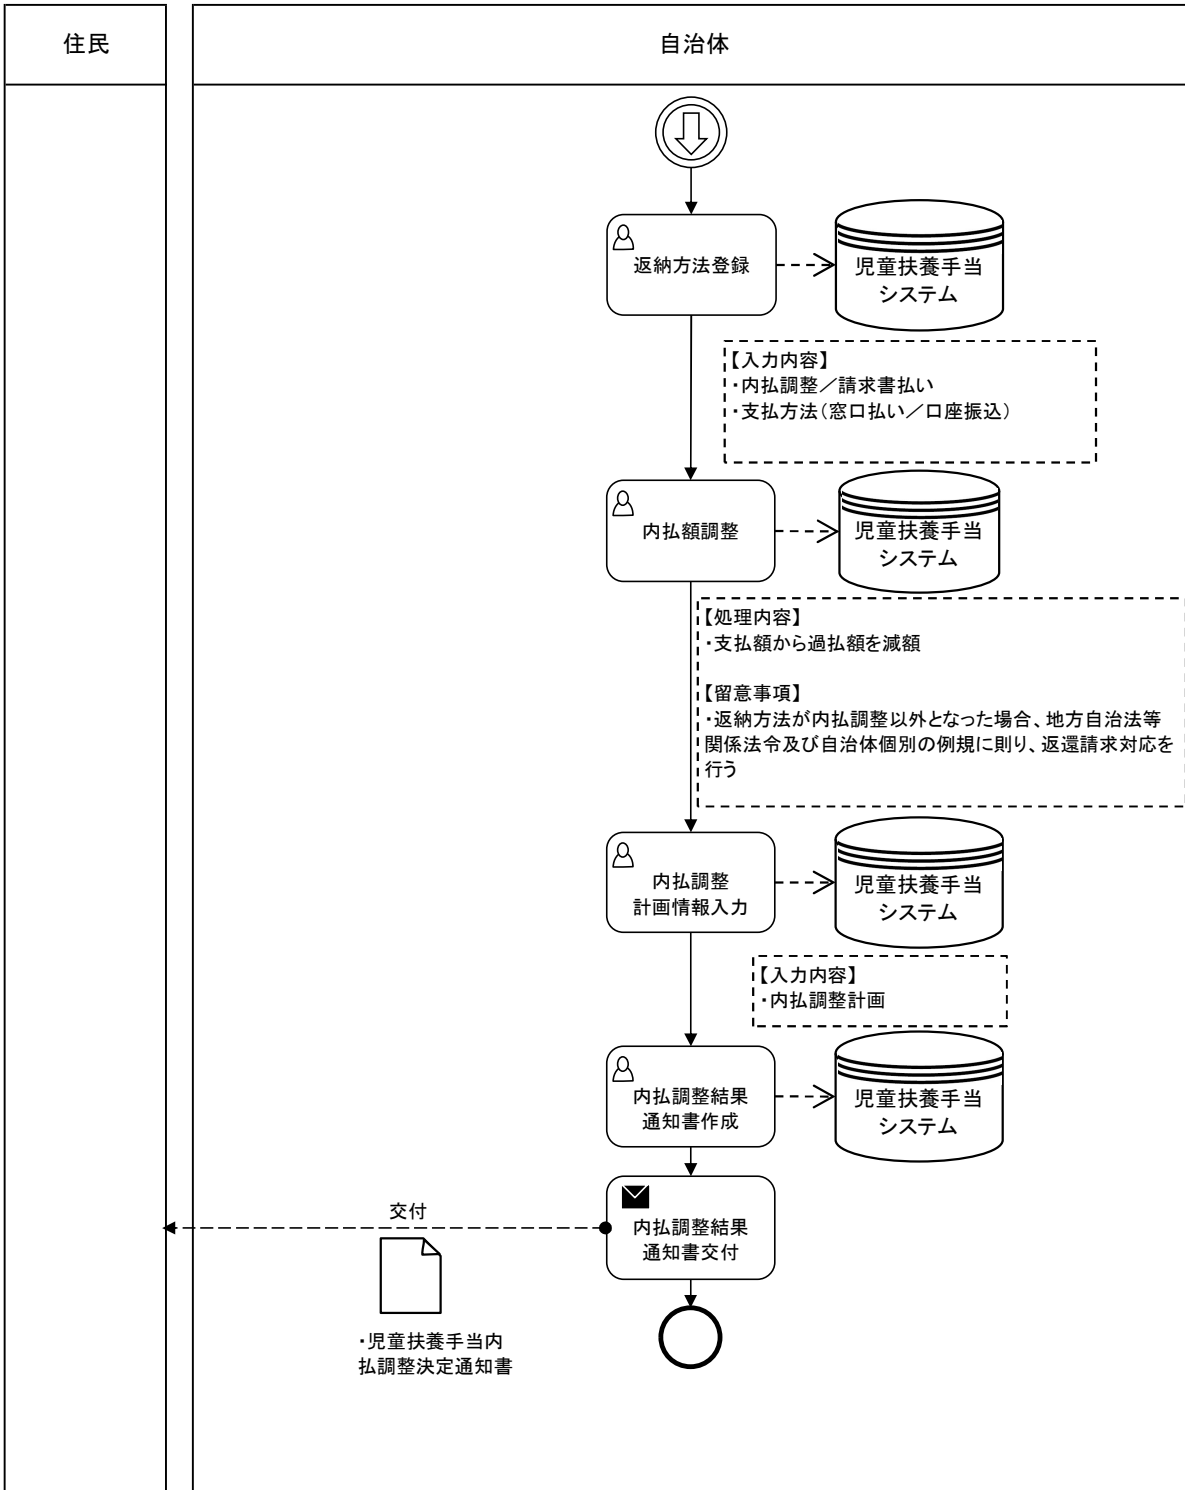 住民
自治体
返納方法登録
児童扶養手当
システム
【入力内容】
・内払調整／請求書払い
・支払方法（窓口払い／口座振込）
内払額調整
児童扶養手当
システム
【処理内容】
・支払額から過払額を減額
【留意事項】
・返納方法が内払調整以外となった場合、地方自治法等
関係法令及び自治体個別の例規に則り、返還請求対応を
行う
内払調整
計画情報入力
児童扶養手当
システム
【入力内容】
・内払調整計画
内払調整結果
通知書作成
児童扶養手当
システム
交付
内払調整結果
通知書交付
・児童扶養手当内
払調整決定通知書